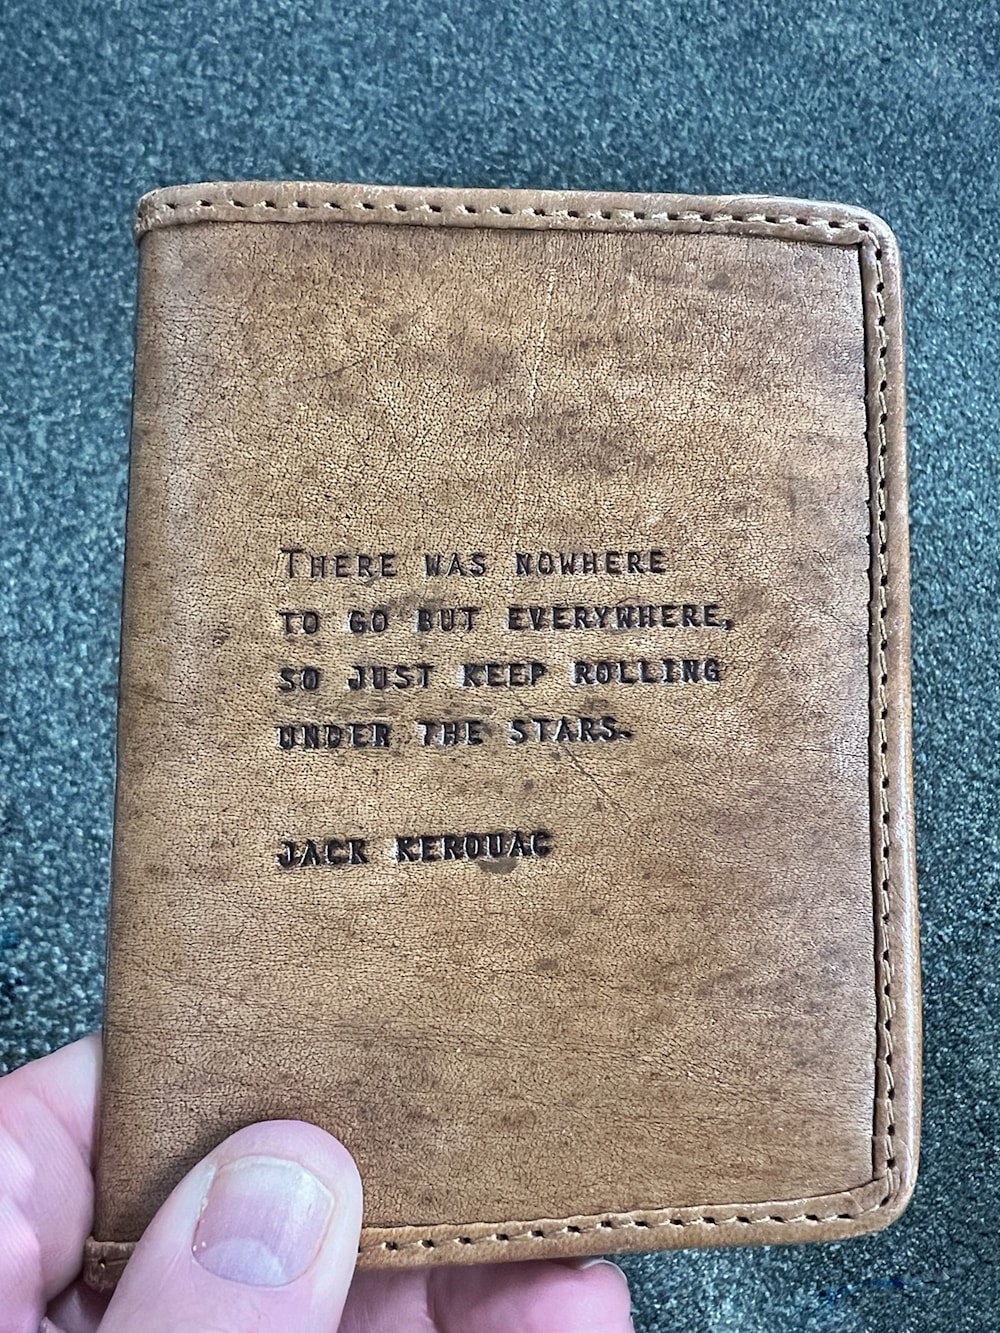 THERE WAS NOWHERE
TO GO BUT EVERYWHERE,
SO JUST KEEP ROLLING
UNDER THE STARS.
JACK KEROUAC